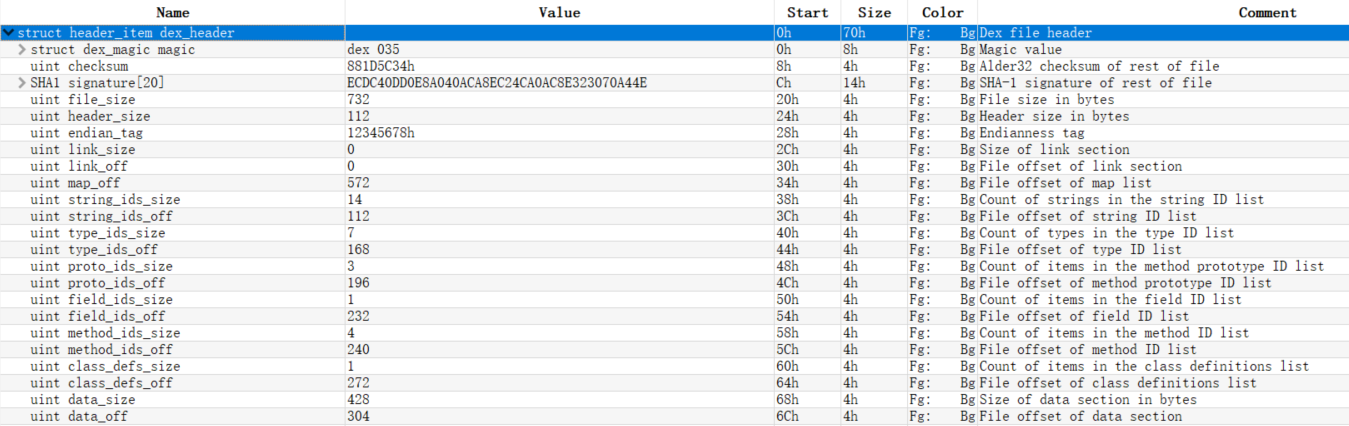 Name Value Start Size Color Comment
struct header_item dex_header 0h 70h Fg: Bg Dex file header
struct dex_magic magic dex 035 0h 8h Fg: Bg Magic value
uint checksum 881D5C34h 8h 4h Fg: Bg Alder32 checksum of rest of file
SHA1 signature[20] ECDC40DD0E8A040ACA8EC24CA0AC8E323070A44E Ch 14h Fg: Bg SHA-1 signature of rest of file
uint file_size 732 20h 4h Fg: Bg File size in bytes
uint header_size 112 24h 4h Fg: Bg Header size in bytes
uint endian_tag 12345678h 28h 4h Fg: Bg Endianness tag
uint link_size 0 2Ch 4h Fg: Bg Size of link section
uint link_off 0 30h 4h Fg: Bg File offset of link section
uint map_off 572 34h 4h Fg: Bg File offset of map list
uint string_ids_size 14 38h 4h Fg: Bg Count of strings in the string ID list
uint string_ids_off 112 3Ch 4h Fg: Bg File offset of string ID list
uint type_ids_size 7 40h 4h Fg: Bg Count of types in the type ID list
uint type_ids_off 168 44h 4h Fg: Bg File offset of type ID list
uint proto_ids_size 3 48h 4h Fg: Bg Count of items in the method prototype ID list
uint proto_ids_off 196 4Ch 4h Fg: Bg File offset of method prototype ID list
uint field_ids_size 1 50h 4h Fg: Bg Count of items in the field ID list
uint field_ids_off 232 54h 4h Fg: Bg File offset of field ID list
uint method_ids_size 4 58h 4h Fg: Bg Count of items in the method ID list
uint method_ids_off 240 5Ch 4h Fg: Bg File offset of method ID list
uint class_defs_size 1 60h 4h Fg: Bg Count of items in the class definitions list
uint class_defs_off 272 64h 4h Fg: Bg File offset of class definitions list
uint data_size 428 68h 4h Fg: Bg Size of data section in bytes
uint data_off 304 6Ch 4h Fg: Bg File offset of data section